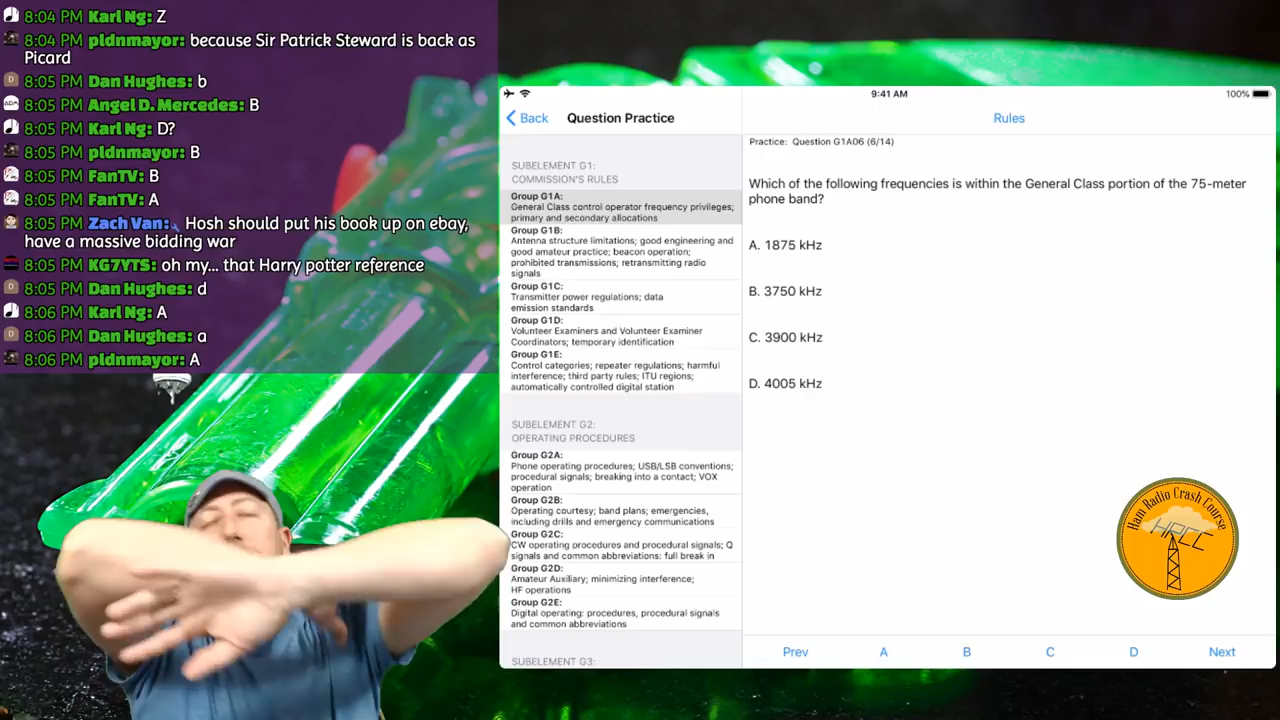 8:04 PM Karl Ng: Z
8:04 PM pldnmayor: because Sir Patrick Steward is back as
Picard
8:05 PM Dan Hughes: b
8:05 PM Angel D. Mercedes: B
8:05 PM Karl Ng: D?
8:05 PM pldnmayor: B
8:05 PM FanTV: B
8:05 PM FanTV: A
8:05 PM Zach Van: Hosh should put his book up on ebay,
have a massive bidding war
8:05 PM KG7YTS: oh my... that Harry potter reference
8:05 PM Dan Hughes: d
8:06 PM Karl Ng: A
8:06 PM Dan Hughes: a
8:06 PM pldnmayor: A
9:41 AM
100%
Back
Question Practice
Rules
SUBELEMENT G1:
COMMISSION'S RULES
Group G1A:
General Class control operator frequency privileges;
primary and secondary allocations
Group G1B:
Antenna structure limitations; good engineering and
good amateur practice; beacon operation;
prohibited transmissions; retransmitting radio
signals
Group G1C:
Transmitter power regulations; data
emission standards
Group G1D:
Volunteer Examiners and Volunteer Examiner
Coordinators; temporary identification
Group G1E:
Control categories; repeater regulations; harmful
interference; third party rules; ITU regions;
automatically controlled digital station
SUBELEMENT G2:
OPERATING PROCEDURES
Group G2A:
Phone operating procedures; USB/LSB conventions;
procedural signals; breaking into a contact; VOX
operation
Group G2B:
Operating courtesy; band plans; emergencies,
including drills and emergency communications
Group G2C:
CW operating procedures and procedural signals; Q
signals and common abbreviations: full break in
Group G2D:
Amateur Auxiliary; minimizing interference;
HF operations
Group G2E:
Digital operating: procedures, procedural signals
and common abbreviations
SUBELEMENT G3:
Practice: Question G1A06 (6/14)
Which of the following frequencies is within the General Class portion of the 75-meter
phone band?
A. 1875 kHz
B. 3750 kHz
C. 3900 kHz
D. 4005 kHz
Ham Radio Crash Course
HRCC
Prev
A
B
C
D
Next